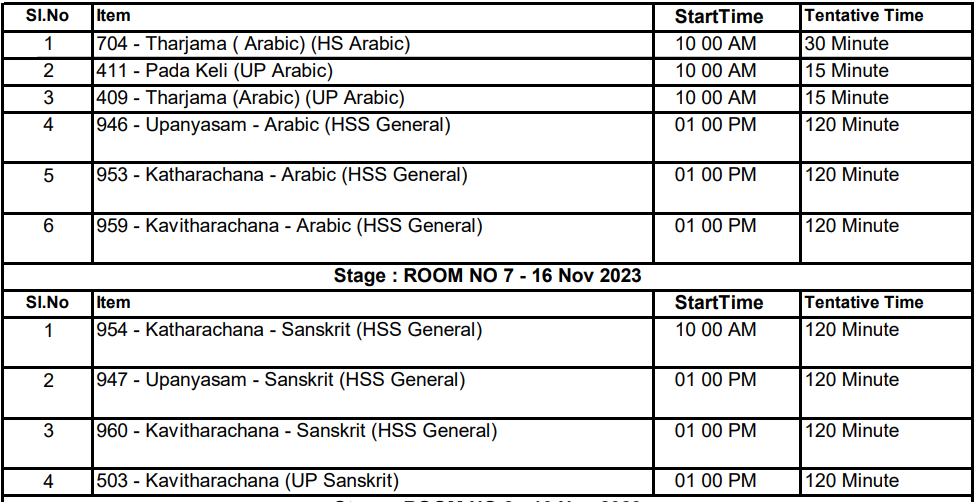 Sl.No Item StartTime Tentative Time
1 704 - Tharjama ( Arabic) (HS Arabic) 10 00 AM 30 Minute
2 411 - Pada Keli (UP Arabic) 10 00 AM 15 Minute
3 409 - Tharjama (Arabic) (UP Arabic) 10 00 AM 15 Minute
4 946 - Upanyasam - Arabic (HSS General) 01 00 PM 120 Minute
5 953 - Katharachana - Arabic (HSS General) 01 00 PM 120 Minute
6 959 - Kavitharachana - Arabic (HSS General) 01 00 PM 120 Minute
Stage : ROOM NO 7 - 16 Nov 2023
Sl.No Item StartTime Tentative Time
1 954 - Katharachana - Sanskrit (HSS General) 10 00 AM 120 Minute
2 947 - Upanyasam - Sanskrit (HSS General) 01 00 PM 120 Minute
3 960 - Kavitharachana - Sanskrit (HSS General) 01 00 PM 120 Minute
4 503 - Kavitharachana (UP Sanskrit) 01 00 PM 120 Minute